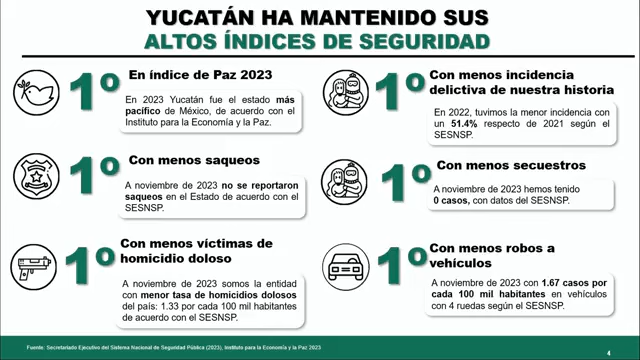 YUCATÁN HA MANTENIDO SUS
ALTOS ÍNDICES DE SEGURIDAD
1º
En índice de Paz 2023
En 2023 Yucatán fue el estado más
pacífico de México, de acuerdo con el
Instituto para la Economía y la Paz.
1º
Con menos incidencia
delictiva de nuestra historia
En 2022, tuvimos la menor incidencia con
un 51.4% respecto de 2021 según el
SESNSP.
1º
Con menos saqueos
A noviembre de 2023 no se reportaron
saqueos en el Estado de acuerdo con el
SESNSP.
1º
Con menos secuestros
A noviembre de 2023 hemos tenido
0 casos, con datos del SESNSP.
1º
Con menos víctimas de
homicidio doloso
A noviembre de 2023 somos la entidad
con menor tasa de homicidios dolosos
del país: 1.33 por cada 100 mil habitantes
de acuerdo con el SESNSP.
1º
Con menos robos a
vehículos
A noviembre de 2023 con 1.67 casos por
cada 100 mil habitantes en vehículos
con 4 ruedas según el SESNSP.
Fuente: Secretariado Ejecutivo del Sistema Nacional de Seguridad Pública (2023), Instituto para la Economía y la Paz 2023
4